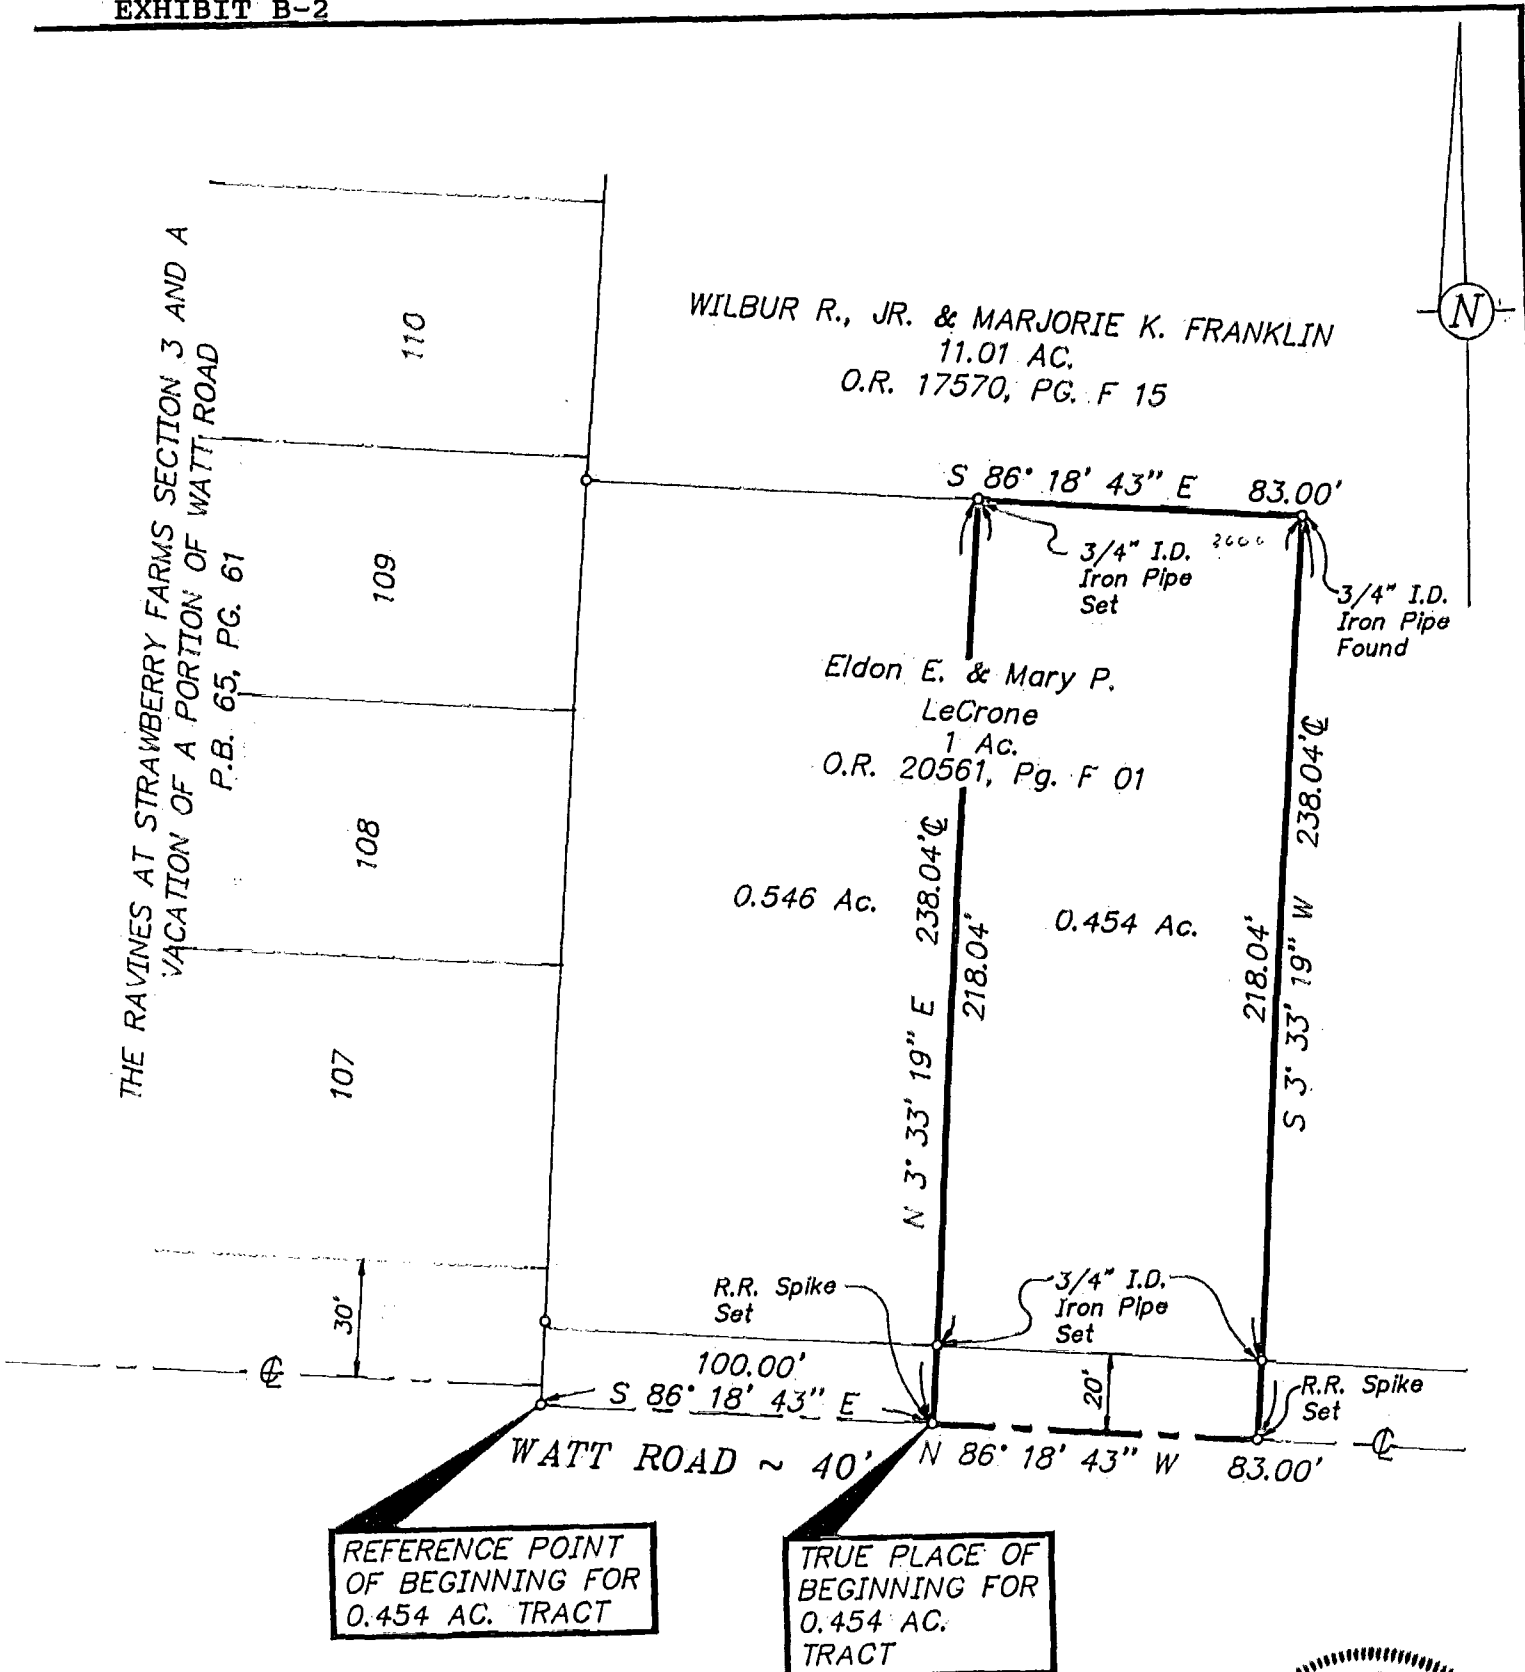 EXHIBIT B-2
N
WILBUR R., JR. & MARJORIE K. FRANKLIN
11.01 AC.
O.R. 17570, PG. F 15
THE RAVINES AT STRAWBERRY FARMS SECTION 3 AND A
VACATION OF A PORTION OF WATT ROAD
P.B. 65, PG. 61
110
109
108
107
S 86° 18' 43" E 83.00'
3/4" I.D.
Iron Pipe
Set
3/4" I.D.
Iron Pipe
Found
Eldon E. & Mary P.
LeCrone
1 Ac.
O.R. 20561, Pg. F 01
0.546 Ac.
0.454 Ac.
N 3° 33' 19" E 238.04'℄
218.04'
218.04'
S 3° 33' 19" W 238.04'℄
30'
℄
R.R. Spike
Set
3/4" I.D.
Iron Pipe
Set
100.00'
S 86° 18' 43" E
20'
R.R. Spike
Set
℄
WATT ROAD ~ 40'
N 86° 18' 43" W 83.00'
REFERENCE POINT
OF BEGINNING FOR
0.454 AC. TRACT
TRUE PLACE OF
BEGINNING FOR
0.454 AC.
TRACT